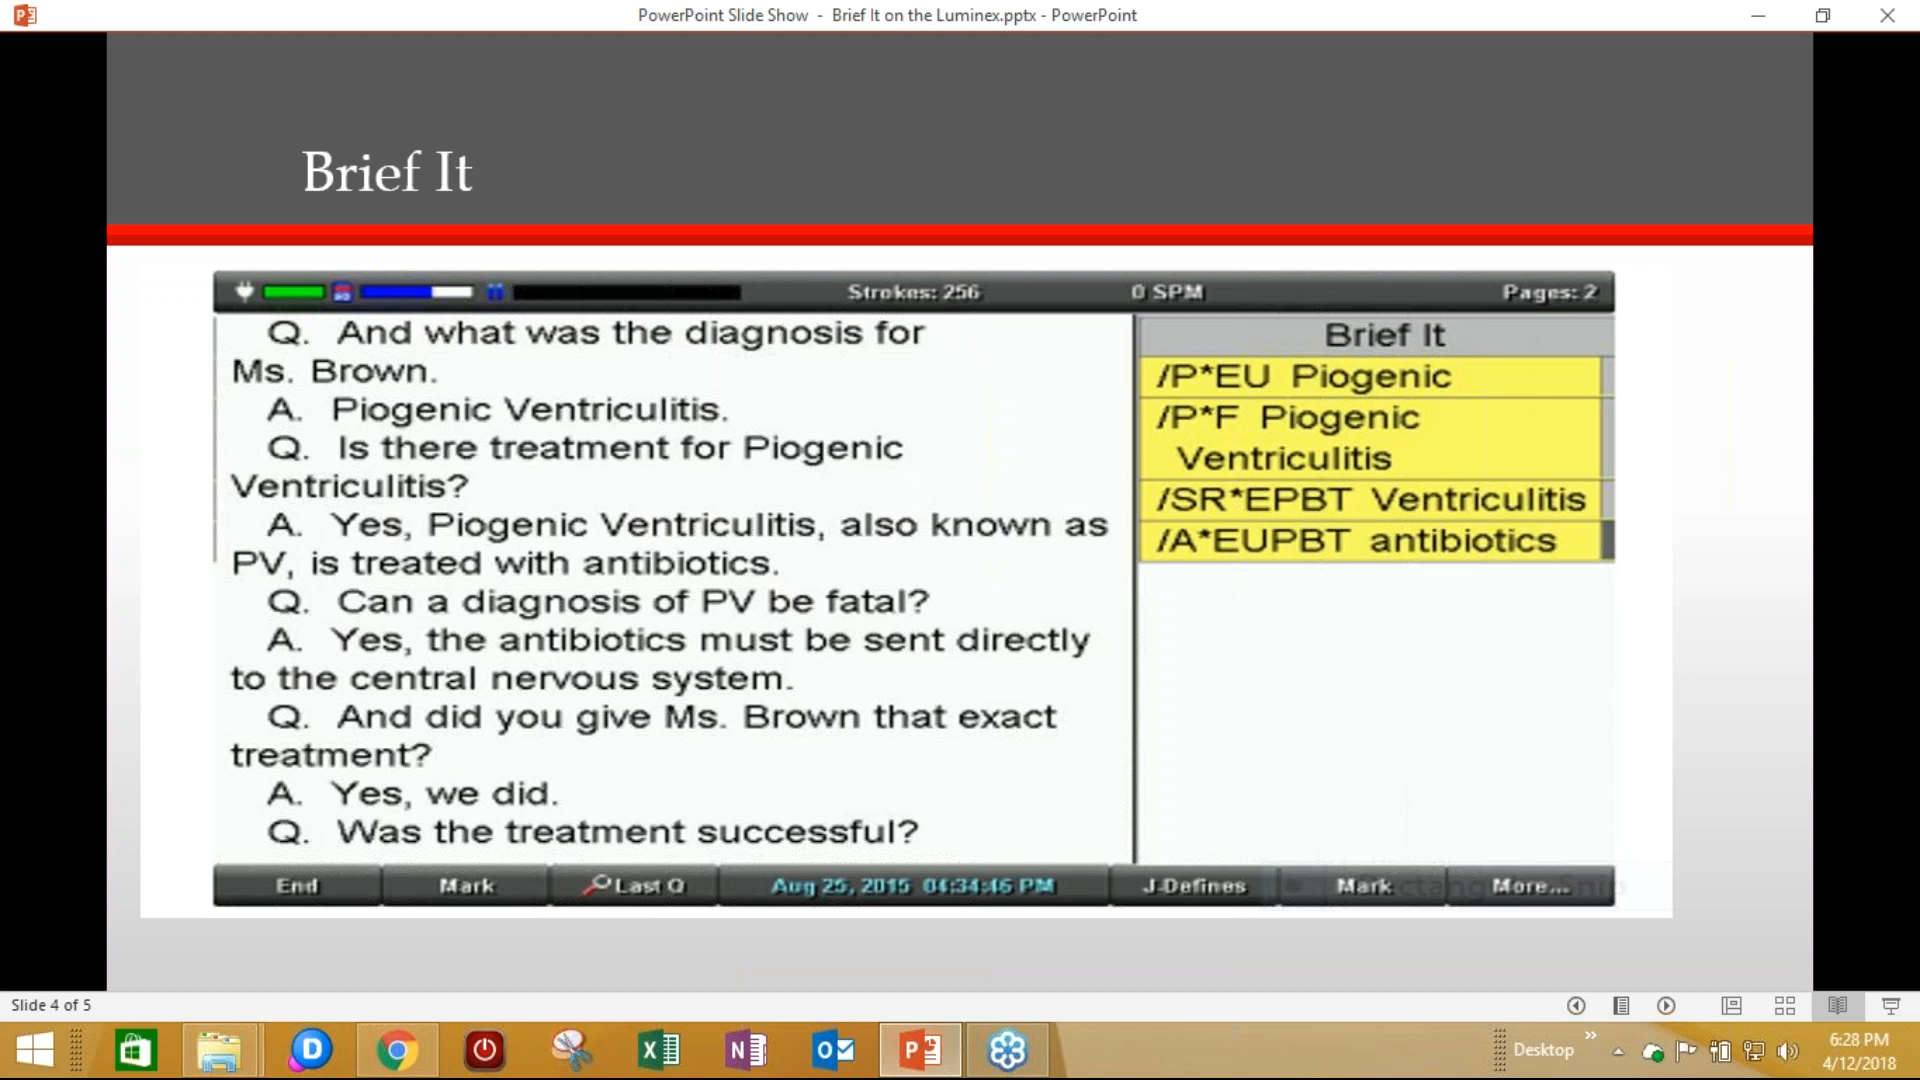 PowerPoint Slide Show - Brief It on the Luminex.pptx - PowerPoint
Brief It
Strokes: 256 0 SPM Pages: 2
Q. And what was the diagnosis for
Ms. Brown.
A. Piogenic Ventriculitis.
Q. Is there treatment for Piogenic
Ventriculitis?
A. Yes, Piogenic Ventriculitis, also known as
PV, is treated with antibiotics.
Q. Can a diagnosis of PV be fatal?
A. Yes, the antibiotics must be sent directly
to the central nervous system.
Q. And did you give Ms. Brown that exact
treatment?
A. Yes, we did.
Q. Was the treatment successful?
Brief It
/P*EU Piogenic
/P*F Piogenic
Ventriculitis
/SR*EPBT Ventriculitis
/A*EUPBT antibiotics
End Mark Last Q Aug 25, 2015 04:34:46 PM J-Defines Mark More...
Slide 4 of 5
Desktop
6:28 PM
4/12/2018